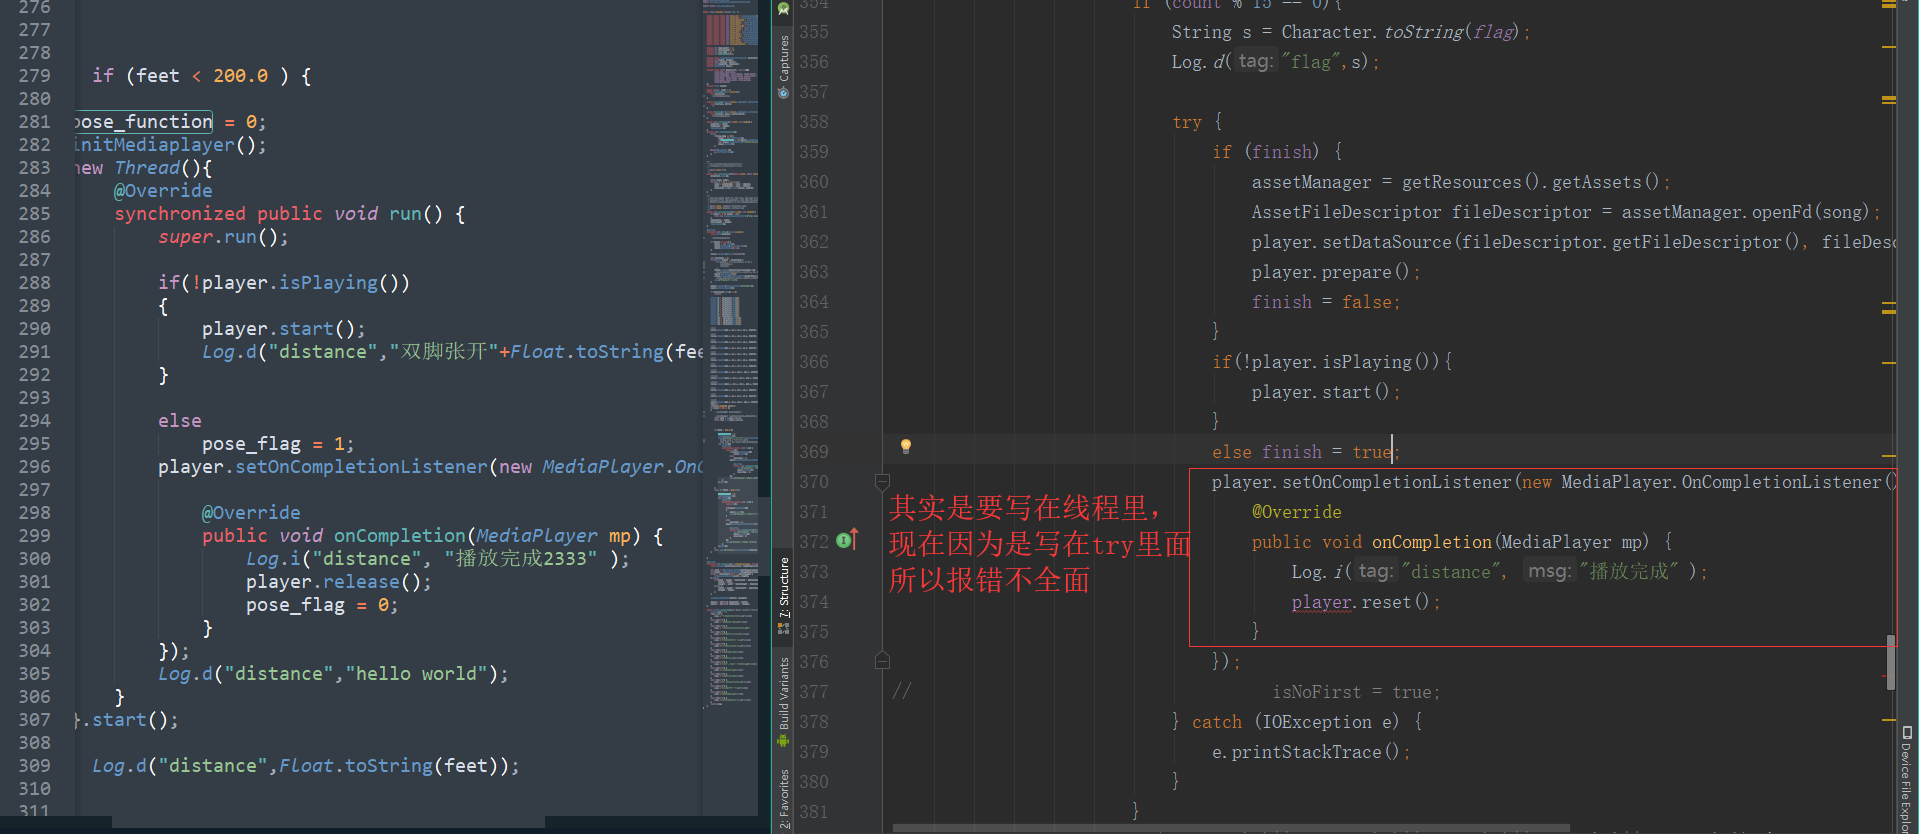 276
277
278
279 if (feet < 200.0 ) {
280
281 pose_function = 0;
282 initMediaplayer();
283 new Thread(){
284 @Override
285 synchronized public void run() {
286 super.run();
287
288 if(!player.isPlaying())
289 {
290 player.start();
291 Log.d("distance","双脚张开"+Float.toString(fee
292 }
293
294 else
295 pose_flag = 1;
296 player.setOnCompletionListener(new MediaPlayer.OnC
297
298 @Override
299 public void onCompletion(MediaPlayer mp) {
300 Log.i("distance", "播放完成2333" );
301 player.release();
302 pose_flag = 0;
303 }
304 });
305 Log.d("distance","hello world");
306 }
307 }.start();
308
309 Log.d("distance",Float.toString(feet));
310
311
Captures
7: Structure
Build Variants
2: Favorites
354 if (count % 15 == 0){
355 String s = Character.toString(flag);
356 Log.d(tag: "flag",s);
357
358 try {
359 if (finish) {
360 assetManager = getResources().getAssets();
361 AssetFileDescriptor fileDescriptor = assetManager.openFd(song);
362 player.setDataSource(fileDescriptor.getFileDescriptor(), fileDesc
363 player.prepare();
364 finish = false;
365 }
366 if(!player.isPlaying()){
367 player.start();
368 }
369 else finish = true;
370 player.setOnCompletionListener(new MediaPlayer.OnCompletionListener()
371 @Override
372 public void onCompletion(MediaPlayer mp) {
373 Log.i(tag: "distance", msg: "播放完成" );
374 player.reset();
375 }
376 });
377 // isNoFirst = true;
378 } catch (IOException e) {
379 e.printStackTrace();
380 }
381 }
其实是要写在线程里，
现在因为是写在try里面
所以报错不全面
Device File Explor